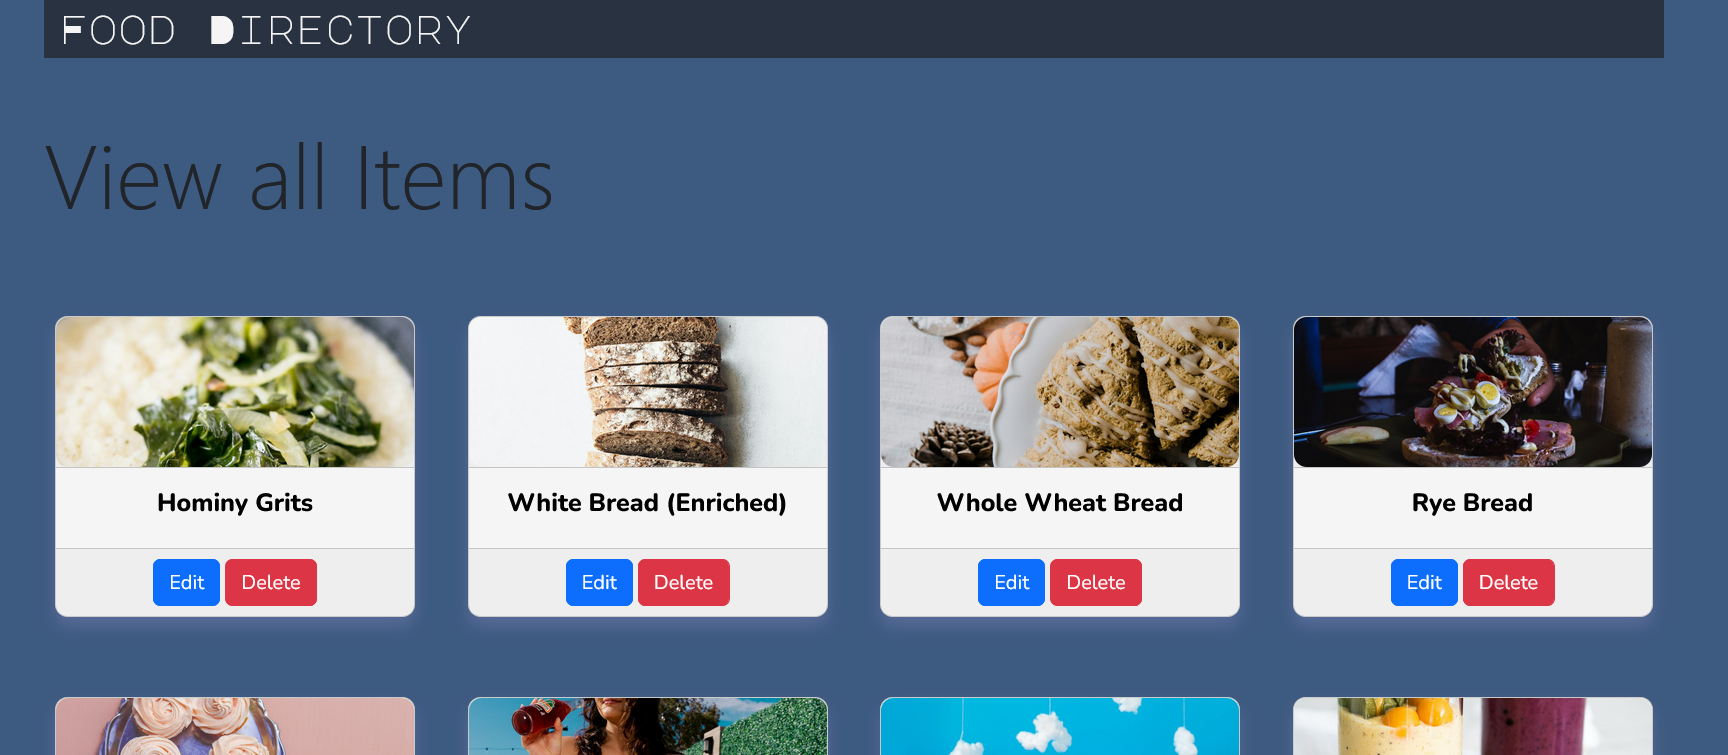 Food Directory
View all Items
Hominy Grits
White Bread (Enriched)
Whole Wheat Bread
Rye Bread
Edit Delete
Edit Delete
Edit Delete
Edit Delete